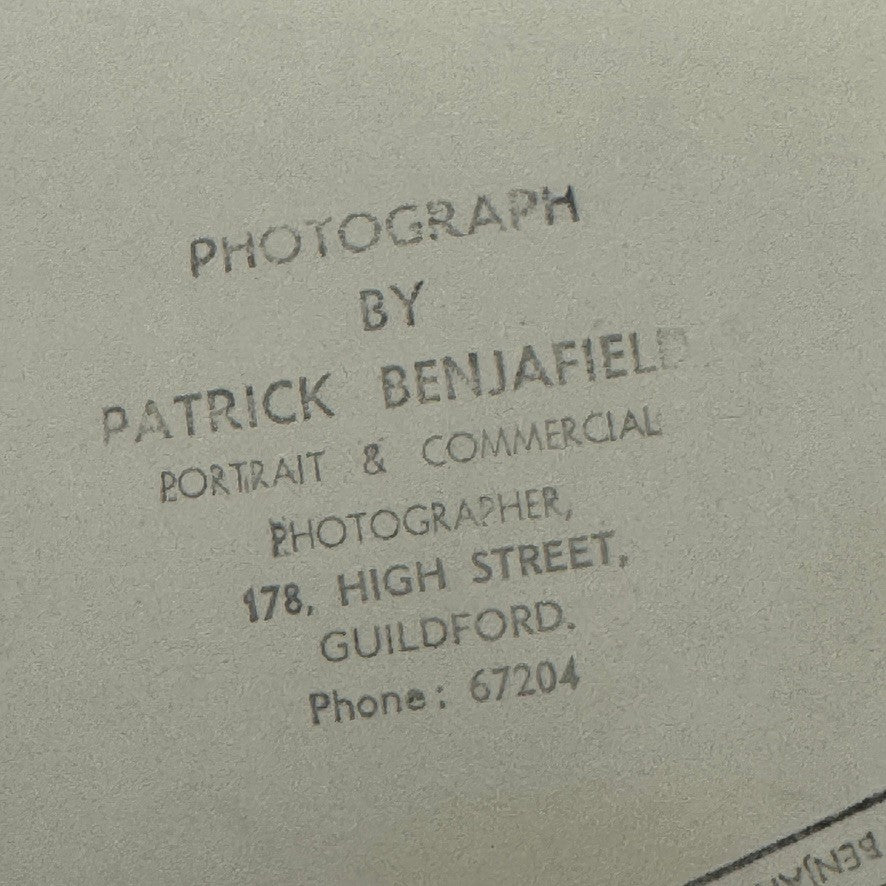 PHOTOGRAPH
BY
PATRICK BENJAFIELD
PORTRAIT & COMMERCIAL
PHOTOGRAPHER,
178, HIGH STREET,
GUILDFORD.
Phone: 67204